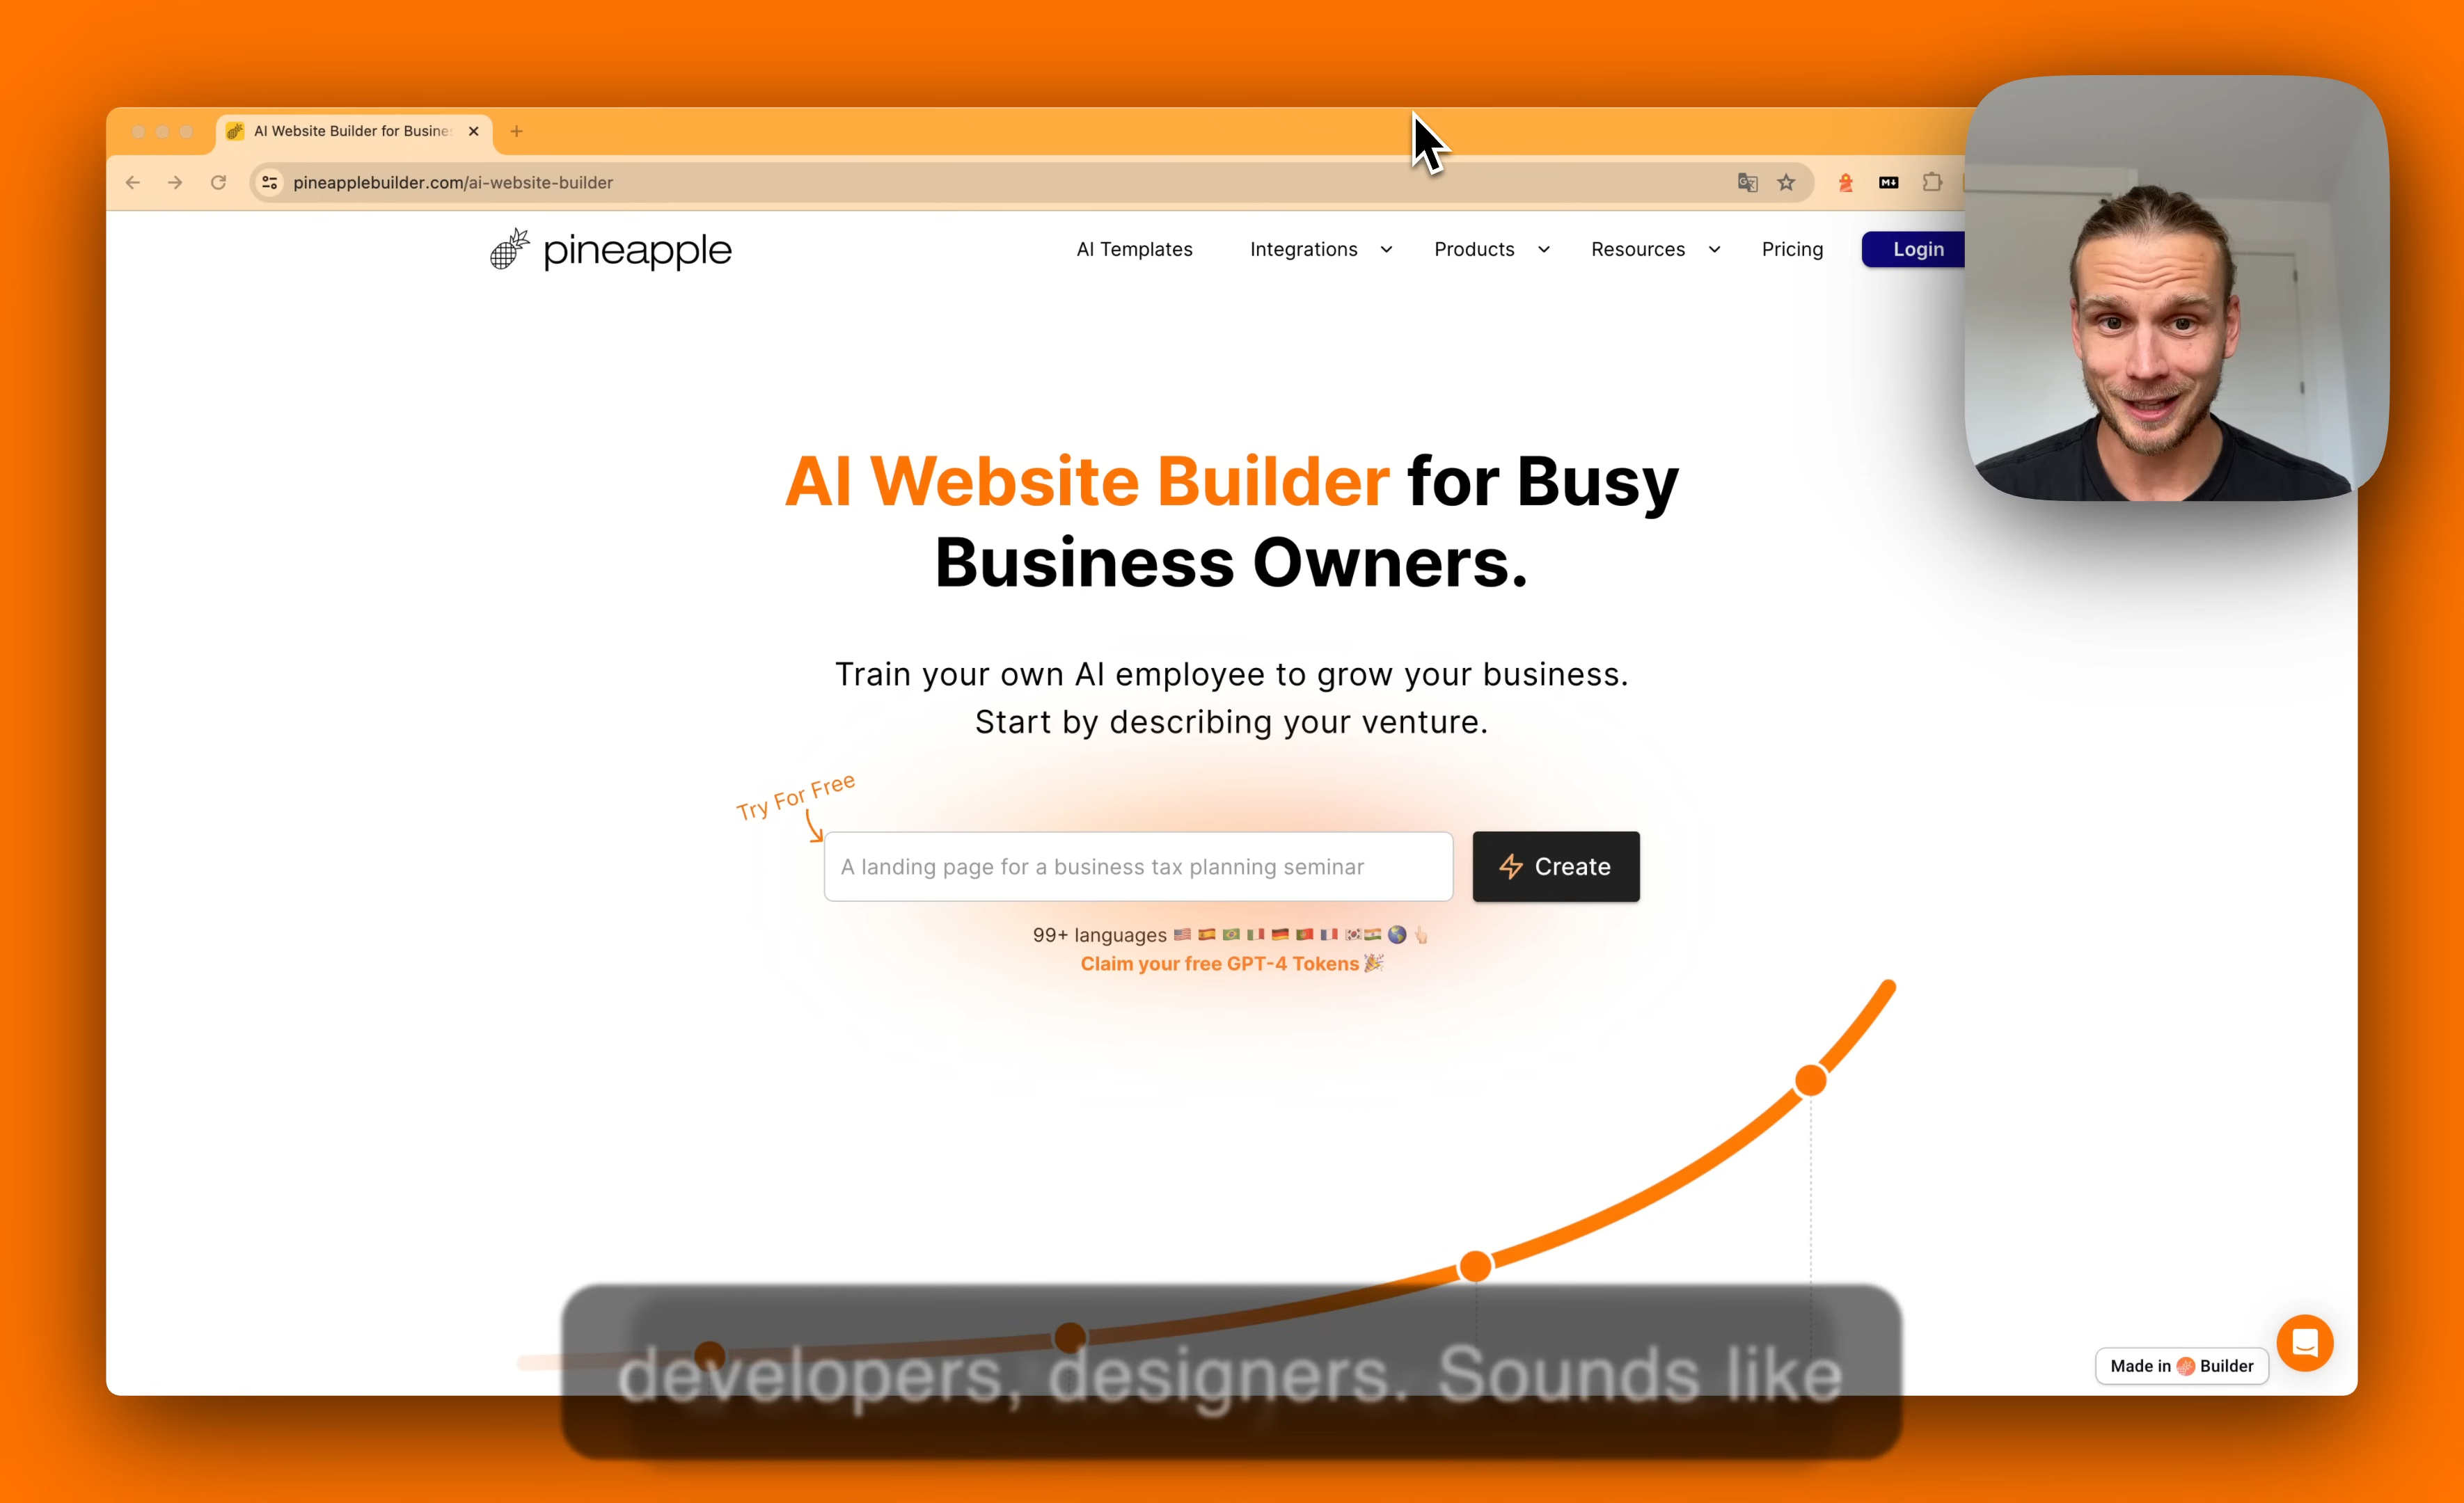 AI Website Builder for Busine
pineapplebuilder.com/ai-website-builder
M
pineapple
AI Templates Integrations Products Resources Pricing Login
AI Website Builder for Busy
Business Owners.
Train your own AI employee to grow your business.
Start by describing your venture.
Try For Free
A landing page for a business tax planning seminar
Create
99+ languages
Claim your free GPT-4 Tokens
Made in Builder
developers, designers. Sounds like